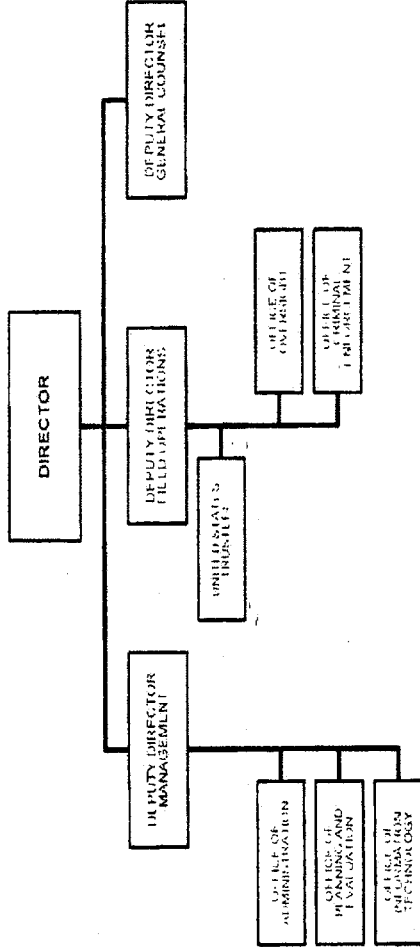 DIRECTOR
DEPUTY DIRECTOR
MANAGEMENT
DEPUTY DIRECTOR
FIELD OPERATIONS
DEPUTY DIRECTOR
GENERAL COUNSEL
UNITED STATES
TRUSTEES
OFFICE OF
ADMINISTRATION
OFFICE OF
PLANNING AND
EVALUATION
OFFICE OF
INFORMATION
TECHNOLOGY
OFFICE OF
OVERSIGHT
OFFICE OF
CRIMINAL
ENFORCEMENT